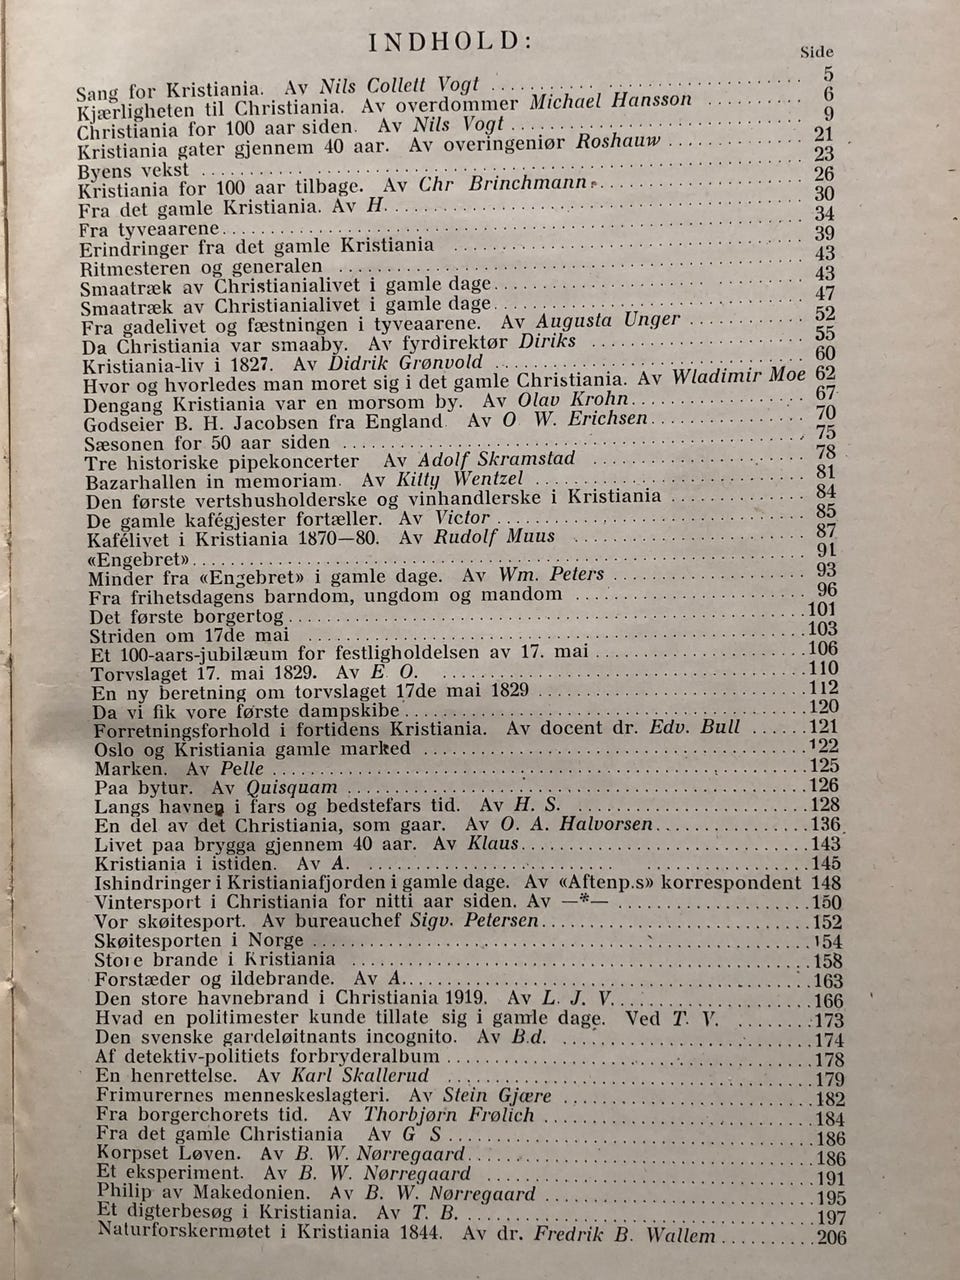 INDHOLD:
Side
Sang for Kristiania. Av Nils Collett Vogt 5
Kjærligheten til Christiania. Av overdommer Michael Hansson 6
Christiania for 100 aar siden. Av Nils Vogt 9
Kristiania gater gjennem 40 aar. Av overingeniør Roshauw 21
Byens vekst 23
Kristiania for 100 aar tilbage. Av Chr Brinchmann 26
Fra det gamle Kristiania. Av H. 30
Fra tyveaarene 34
Erindringer fra det gamle Kristiania 39
Ritmesteren og generalen 43
Smaatræk av Christianialivet i gamle dage 43
Smaatræk av Christianialivet i gamle dage 47
Fra gadelivet og fæstningen i tyveaarene. Av Augusta Unger 52
Da Christiania var smaaby. Av fyrdirektør Diriks 55
Kristiania-liv i 1827. Av Didrik Grønvold 60
Hvor og hvorledes man moret sig i det gamle Christiania. Av Wladimir Moe 62
Dengang Kristiania var en morsom by. Av Olav Krohn 67
Godseier B. H. Jacobsen fra England Av O W. Erichsen 70
Sæsonen for 50 aar siden 75
Tre historiske pipekoncerter Av Adolf Skramstad 78
Bazarhallen in memoriam. Av Kitty Wentzel 81
Den første vertshusholderske og vinhandlerske i Kristiania 84
De gamle kafégjester fortæller. Av Victor 85
Kafélivet i Kristiania 1870—80. Av Rudolf Muus 87
«Engebret» 91
Minder fra «Engebret» i gamle dage. Av Wm. Peters 93
Fra frihetsdagens barndom, ungdom og mandom 96
Det første borgertog 101
Striden om 17de mai 103
Et 100-aars-jubilæum for festligholdelsen av 17. mai 106
Torvslaget 17. mai 1829. Av E O. 110
En ny beretning om torvslaget 17de mai 1829 112
Da vi fik vore første dampskibe 120
Forretningsforhold i fortidens Kristiania. Av docent dr. Edv. Bull 121
Oslo og Kristiania gamle marked 122
Marken. Av Pelle 125
Paa bytur. Av Quisquam 126
Langs havnen i fars og bedstefars tid. Av H. S. 128
En del av det Christiania, som gaar. Av O. A. Halvorsen 136
Livet paa brygga gjennem 40 aar. Av Klaus 143
Kristiania i istiden. Av A. 145
Ishindringer i Kristianiafjorden i gamle dage. Av «Aftenp.s» korrespondent 148
Vintersport i Christiania for nitti aar siden. Av —*— 150
Vor skøitesport. Av bureauchef Sigv. Petersen 152
Skøitesporten i Norge 154
Store brande i Kristiania 158
Forstæder og ildebrande. Av A. 163
Den store havnebrand i Christiania 1919. Av L. J. V. 166
Hvad en politimester kunde tillate sig i gamle dage. Ved T. V. 173
Den svenske gardeløitnants incognito. Av B.d. 174
Af detektiv-politiets forbryderalbum 178
En henrettelse. Av Karl Skallerud 179
Frimurernes menneskeslagteri. Av Stein Gjære 182
Fra borgerchorets tid. Av Thorbjørn Frølich 184
Fra det gamle Christiania Av G S 186
Korpset Løven. Av B. W. Nørregaard 186
Et eksperiment. Av B. W. Nørregaard 191
Philip av Makedonien. Av B. W. Nørregaard 195
Et digterbesøg i Kristiania. Av T. B. 197
Naturforskermøtet i Kristiania 1844. Av dr. Fredrik B. Wallem 206